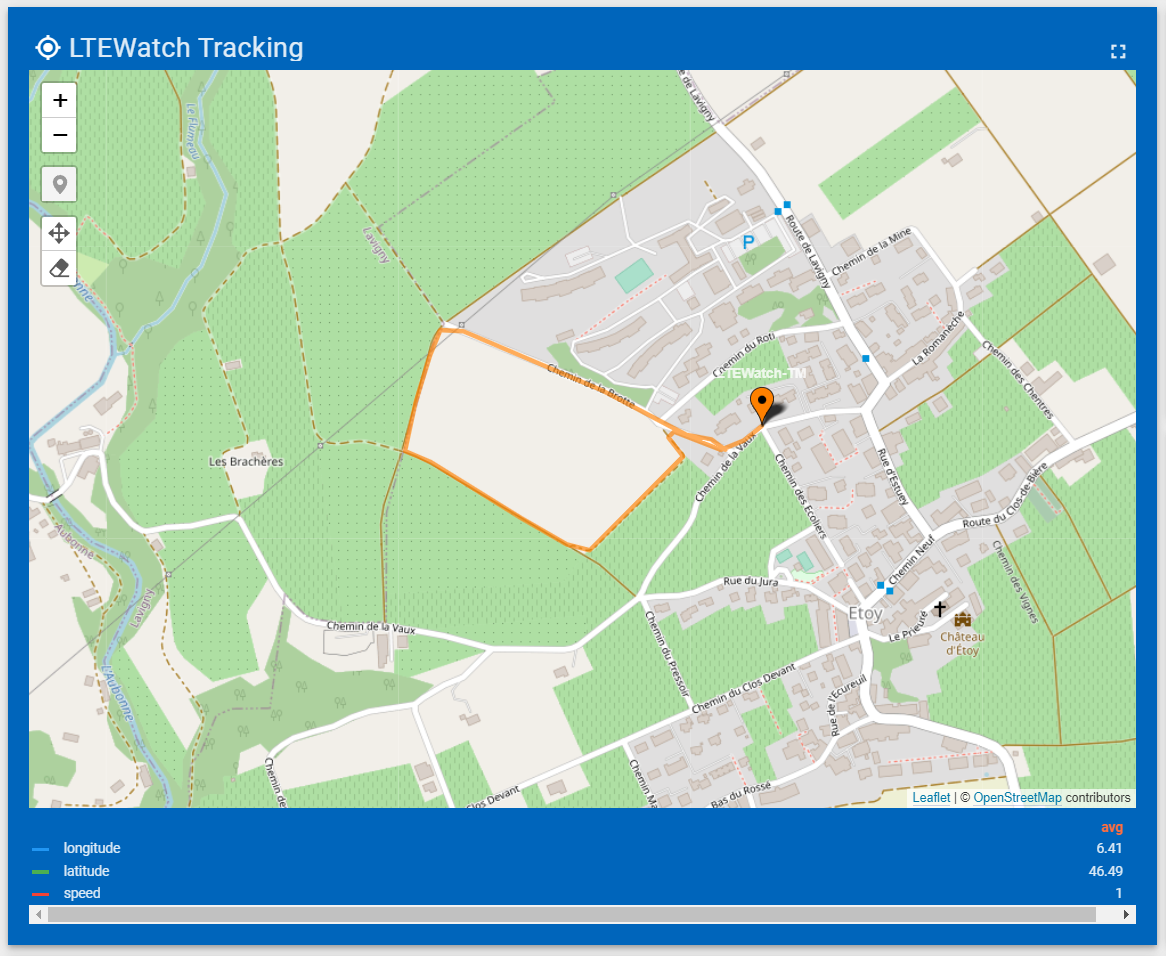 LTEWatch Tracking
+
−
Le Flumeau
Lavigny
Route de Lavigny
P
Chemin de la Mine
La Romanèche
Chemin des Chentres
Chemin du Roti
LTEWatch-TM
Chemin de la Brotte
Chemin de la Vaux
Chemin des Ecoliers
Rue d'Estuey
Route du Clos-de-Bière
Les Brachères
Aubonne
Lavigny
L'Aubonne
Chemin Neuf
Chemin des Vignes
Rue du Jura
Etoy
Le Prieuré
Château
d'Étoy
Chemin de la Vaux
Chemin du Pressoir
Chemin du Clos Devant
Rue de l'Ecureuil
Chemin de
Clos Devant
Chemin Ma
Bas du Rossé
Leaflet | © OpenStreetMap contributors
avg
longitude 6.41
latitude 46.49
speed 1